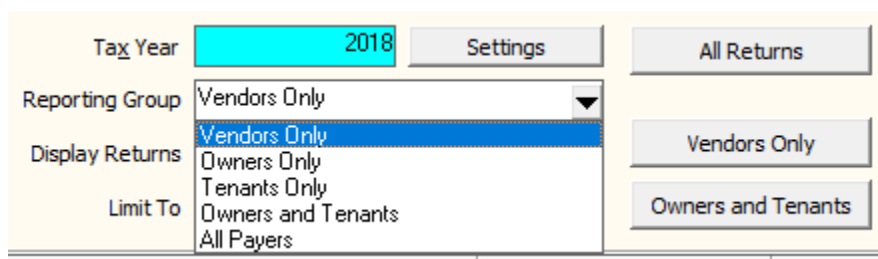 Tax Year 2018 Settings All Returns
Reporting Group Vendors Only
Vendors Only
Display Returns Owners Only Vendors Only
Tenants Only
Limit To Owners and Tenants Owners and Tenants
All Payers